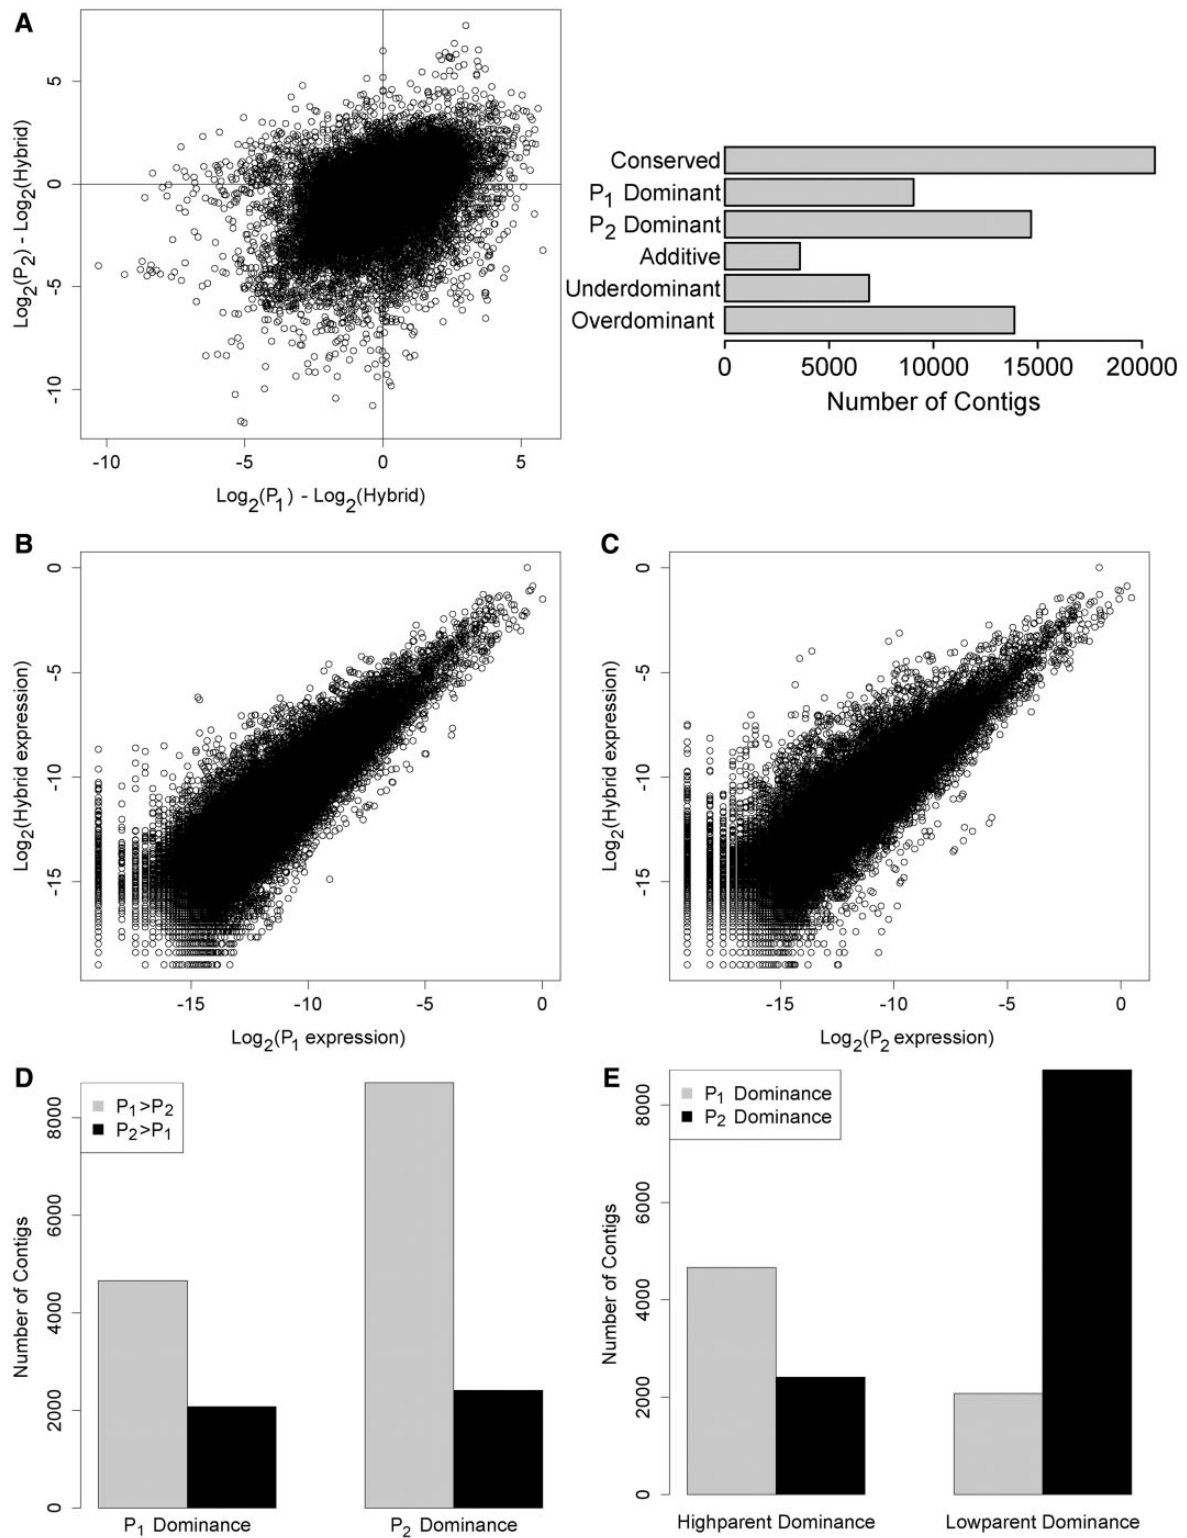 A
Log2(P2) - Log2(Hybrid)
5
0
-5
-10
-10 -5 0 5
Log2(P1) - Log2(Hybrid)
Conserved
P1 Dominant
P2 Dominant
Additive
Underdominant
Overdominant
0 5000 10000 15000 20000
Number of Contigs
B
Log2(Hybrid expression)
0
-5
-10
-15
-15 -10 -5 0
Log2(P1 expression)
C
Log2(Hybrid expression)
0
-5
-10
-15
-15 -10 -5 0
Log2(P2 expression)
D
P1>P2
P2>P1
Number of Contigs
8000
6000
4000
2000
0
P1 Dominance P2 Dominance
E
P1 Dominance
P2 Dominance
Number of Contigs
8000
6000
4000
2000
0
Highparent Dominance Lowparent Dominance